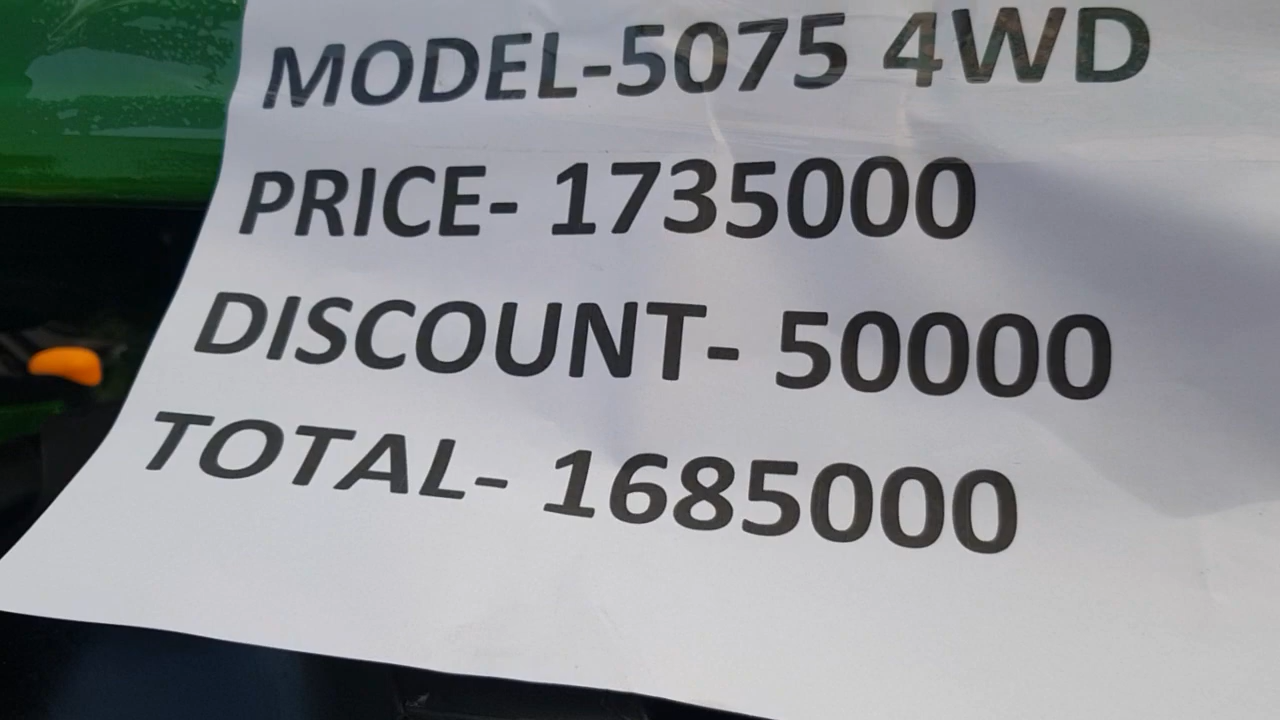 MODEL-5075 4WD
PRICE- 1735000
DISCOUNT- 50000
TOTAL- 1685000